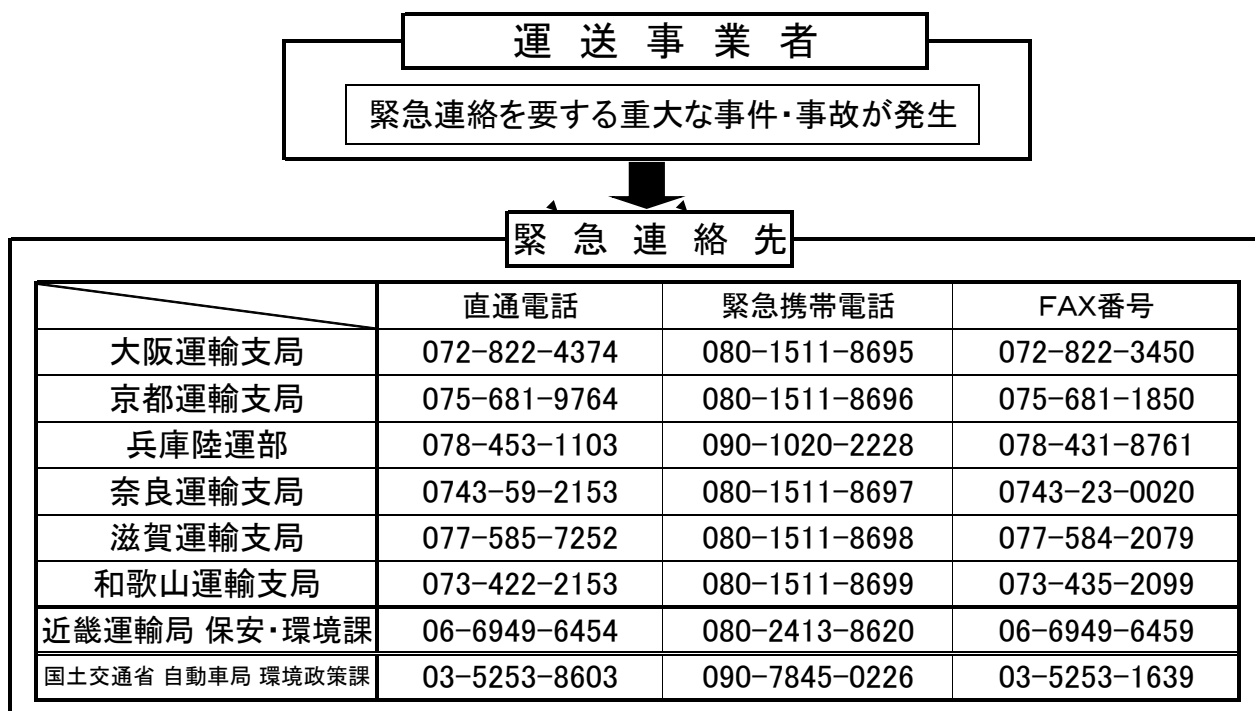 運 送 事 業 者
緊急連絡を要する重大な事件・事故が発生
緊 急 連 絡 先
直通電話 緊急携帯電話 FAX番号
大阪運輸支局 072-822-4374 080-1511-8695 072-822-3450
京都運輸支局 075-681-9764 080-1511-8696 075-681-1850
兵庫陸運部 078-453-1103 090-1020-2228 078-431-8761
奈良運輸支局 0743-59-2153 080-1511-8697 0743-23-0020
滋賀運輸支局 077-585-7252 080-1511-8698 077-584-2079
和歌山運輸支局 073-422-2153 080-1511-8699 073-435-2099
近畿運輸局 保安・環境課 06-6949-6454 080-2413-8620 06-6949-6459
国土交通省 自動車局 環境政策課 03-5253-8603 090-7845-0226 03-5253-1639